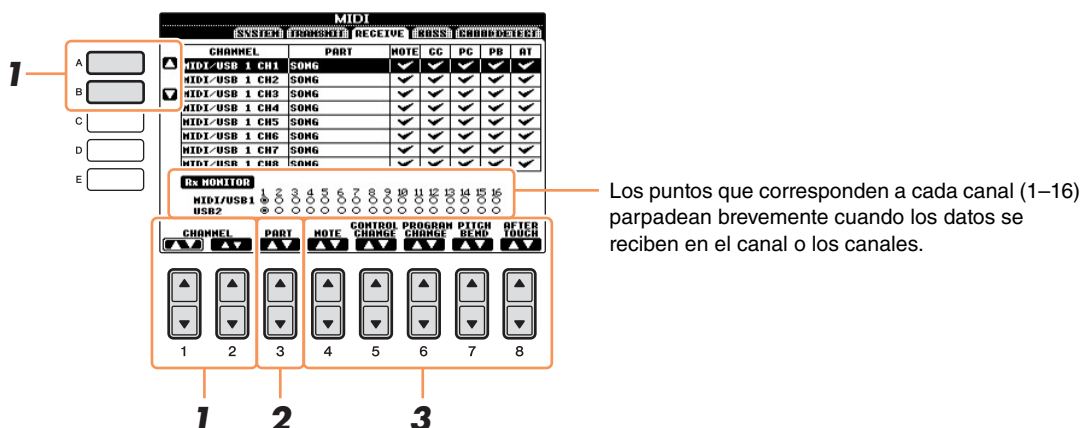 MIDI
SYSTEM TRANSMIT RECEIVE BASS CHORD DETECT
CHANNEL PART NOTE CC PC PB AT
MIDI/USB 1 CH1 SONG
MIDI/USB 1 CH2 SONG
MIDI/USB 1 CH3 SONG
MIDI/USB 1 CH4 SONG
MIDI/USB 1 CH5 SONG
MIDI/USB 1 CH6 SONG
MIDI/USB 1 CH7 SONG
MIDI/USB 1 CH8 SONG
1
A
B
C
D
E
Rx MONITOR
1 2 3 4 5 6 7 8 9 10 11 12 13 14 15 16
MIDI/USB1
USB2
Los puntos que corresponden a cada canal (1–16)
parpadean brevemente cuando los datos se
reciben en el canal o los canales.
CHANNEL PART NOTE CONTROL CHANGE PROGRAM CHANGE PITCH BEND AFTER TOUCH
1 2 3 4 5 6 7 8
1 2 3